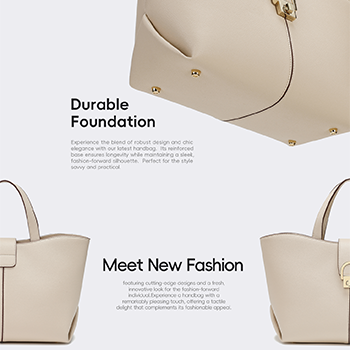 Durable
Foundation
Experience the blend of robust design and chic
elegance with our latest handbag. Its reinforced
base ensures longevity while maintaining a sleek,
fashion-forward silhouette. Perfect for the style
savvy and practical
Meet New Fashion
featuring cutting edge designs and a fresh,
innovative look for the fashion-forward
individual.Experience a handbag with a
remarkably pleasing touch, offering a tactile
delight that complements its fashionable appeal.